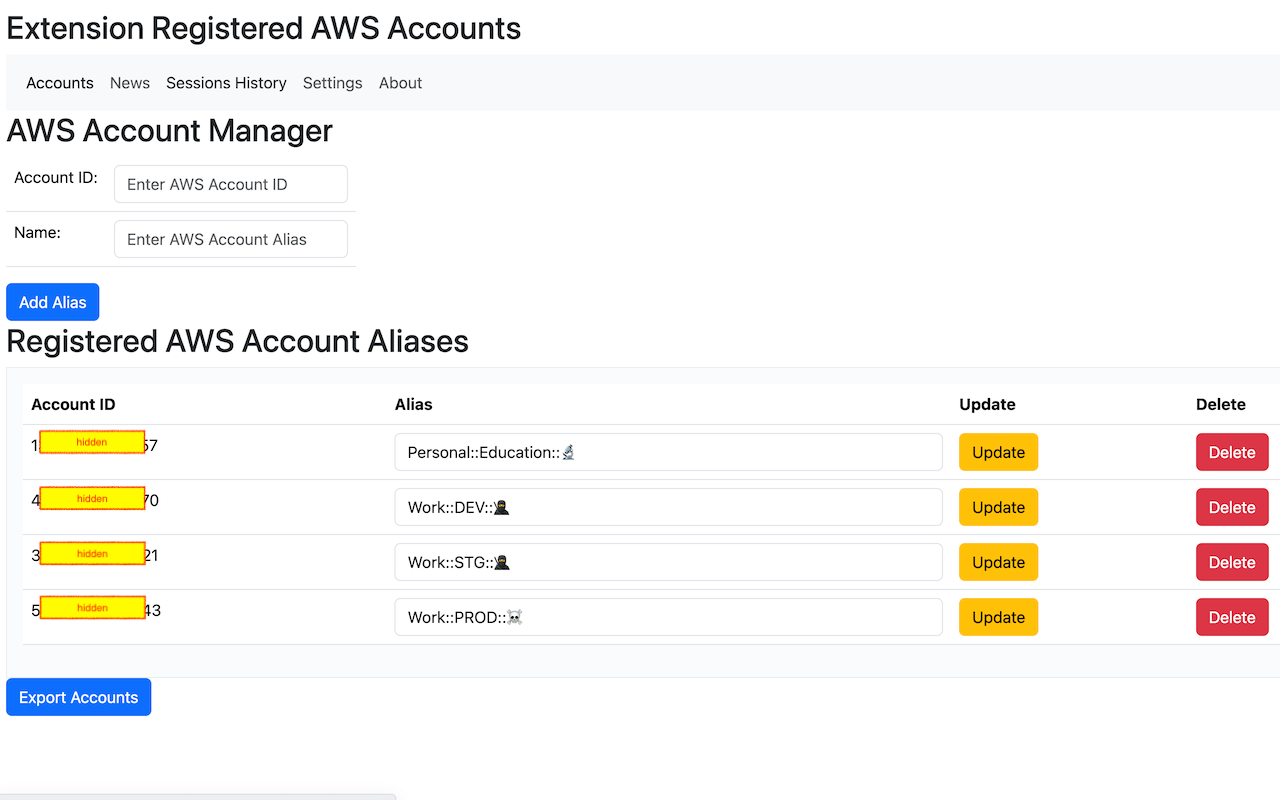 Extension Registered AWS Accounts
Accounts News Sessions History Settings About
AWS Account Manager
Account ID: Enter AWS Account ID
Name: Enter AWS Account Alias
Add Alias
Registered AWS Account Aliases
Account ID Alias Update Delete
1 hidden 57 Personal::Education::🔬 Update Delete
4 hidden 70 Work::DEV::🥷 Update Delete
3 hidden 21 Work::STG::🥷 Update Delete
5 hidden 43 Work::PROD::☠️ Update Delete
Export Accounts